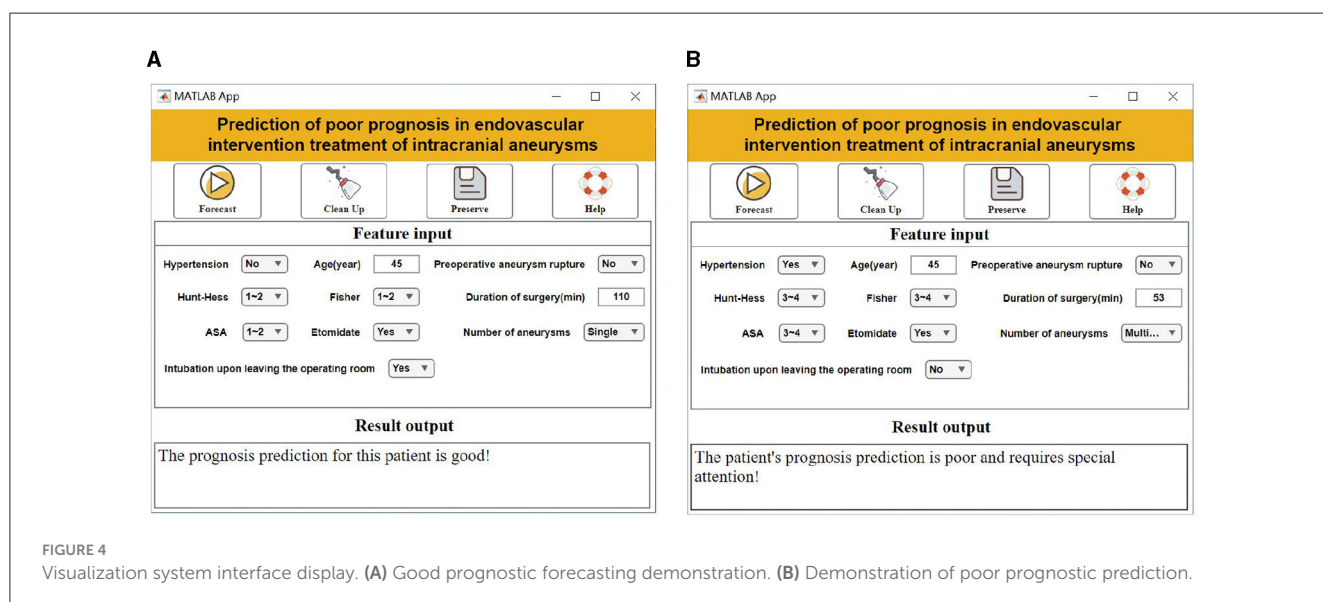 A
MATLAB App
Prediction of poor prognosis in endovascular
intervention treatment of intracranial aneurysms
Forecast Clean Up Preserve Help
Feature input
Hypertension No Age(year) 45 Preoperative aneurysm rupture No
Hunt-Hess 1~2 Fisher 1~2 Duration of surgery(min) 110
ASA 1~2 Etomidate Yes Number of aneurysms Single
Intubation upon leaving the operating room Yes
Result output
The prognosis prediction for this patient is good!
B
MATLAB App
Prediction of poor prognosis in endovascular
intervention treatment of intracranial aneurysms
Forecast Clean Up Preserve Help
Feature input
Hypertension Yes Age(year) 45 Preoperative aneurysm rupture No
Hunt-Hess 3~4 Fisher 3~4 Duration of surgery(min) 53
ASA 3~4 Etomidate Yes Number of aneurysms Multi...
Intubation upon leaving the operating room No
Result output
The patient's prognosis prediction is poor and requires special
attention!
FIGURE 4
Visualization system interface display. (A) Good prognostic forecasting demonstration. (B) Demonstration of poor prognostic prediction.